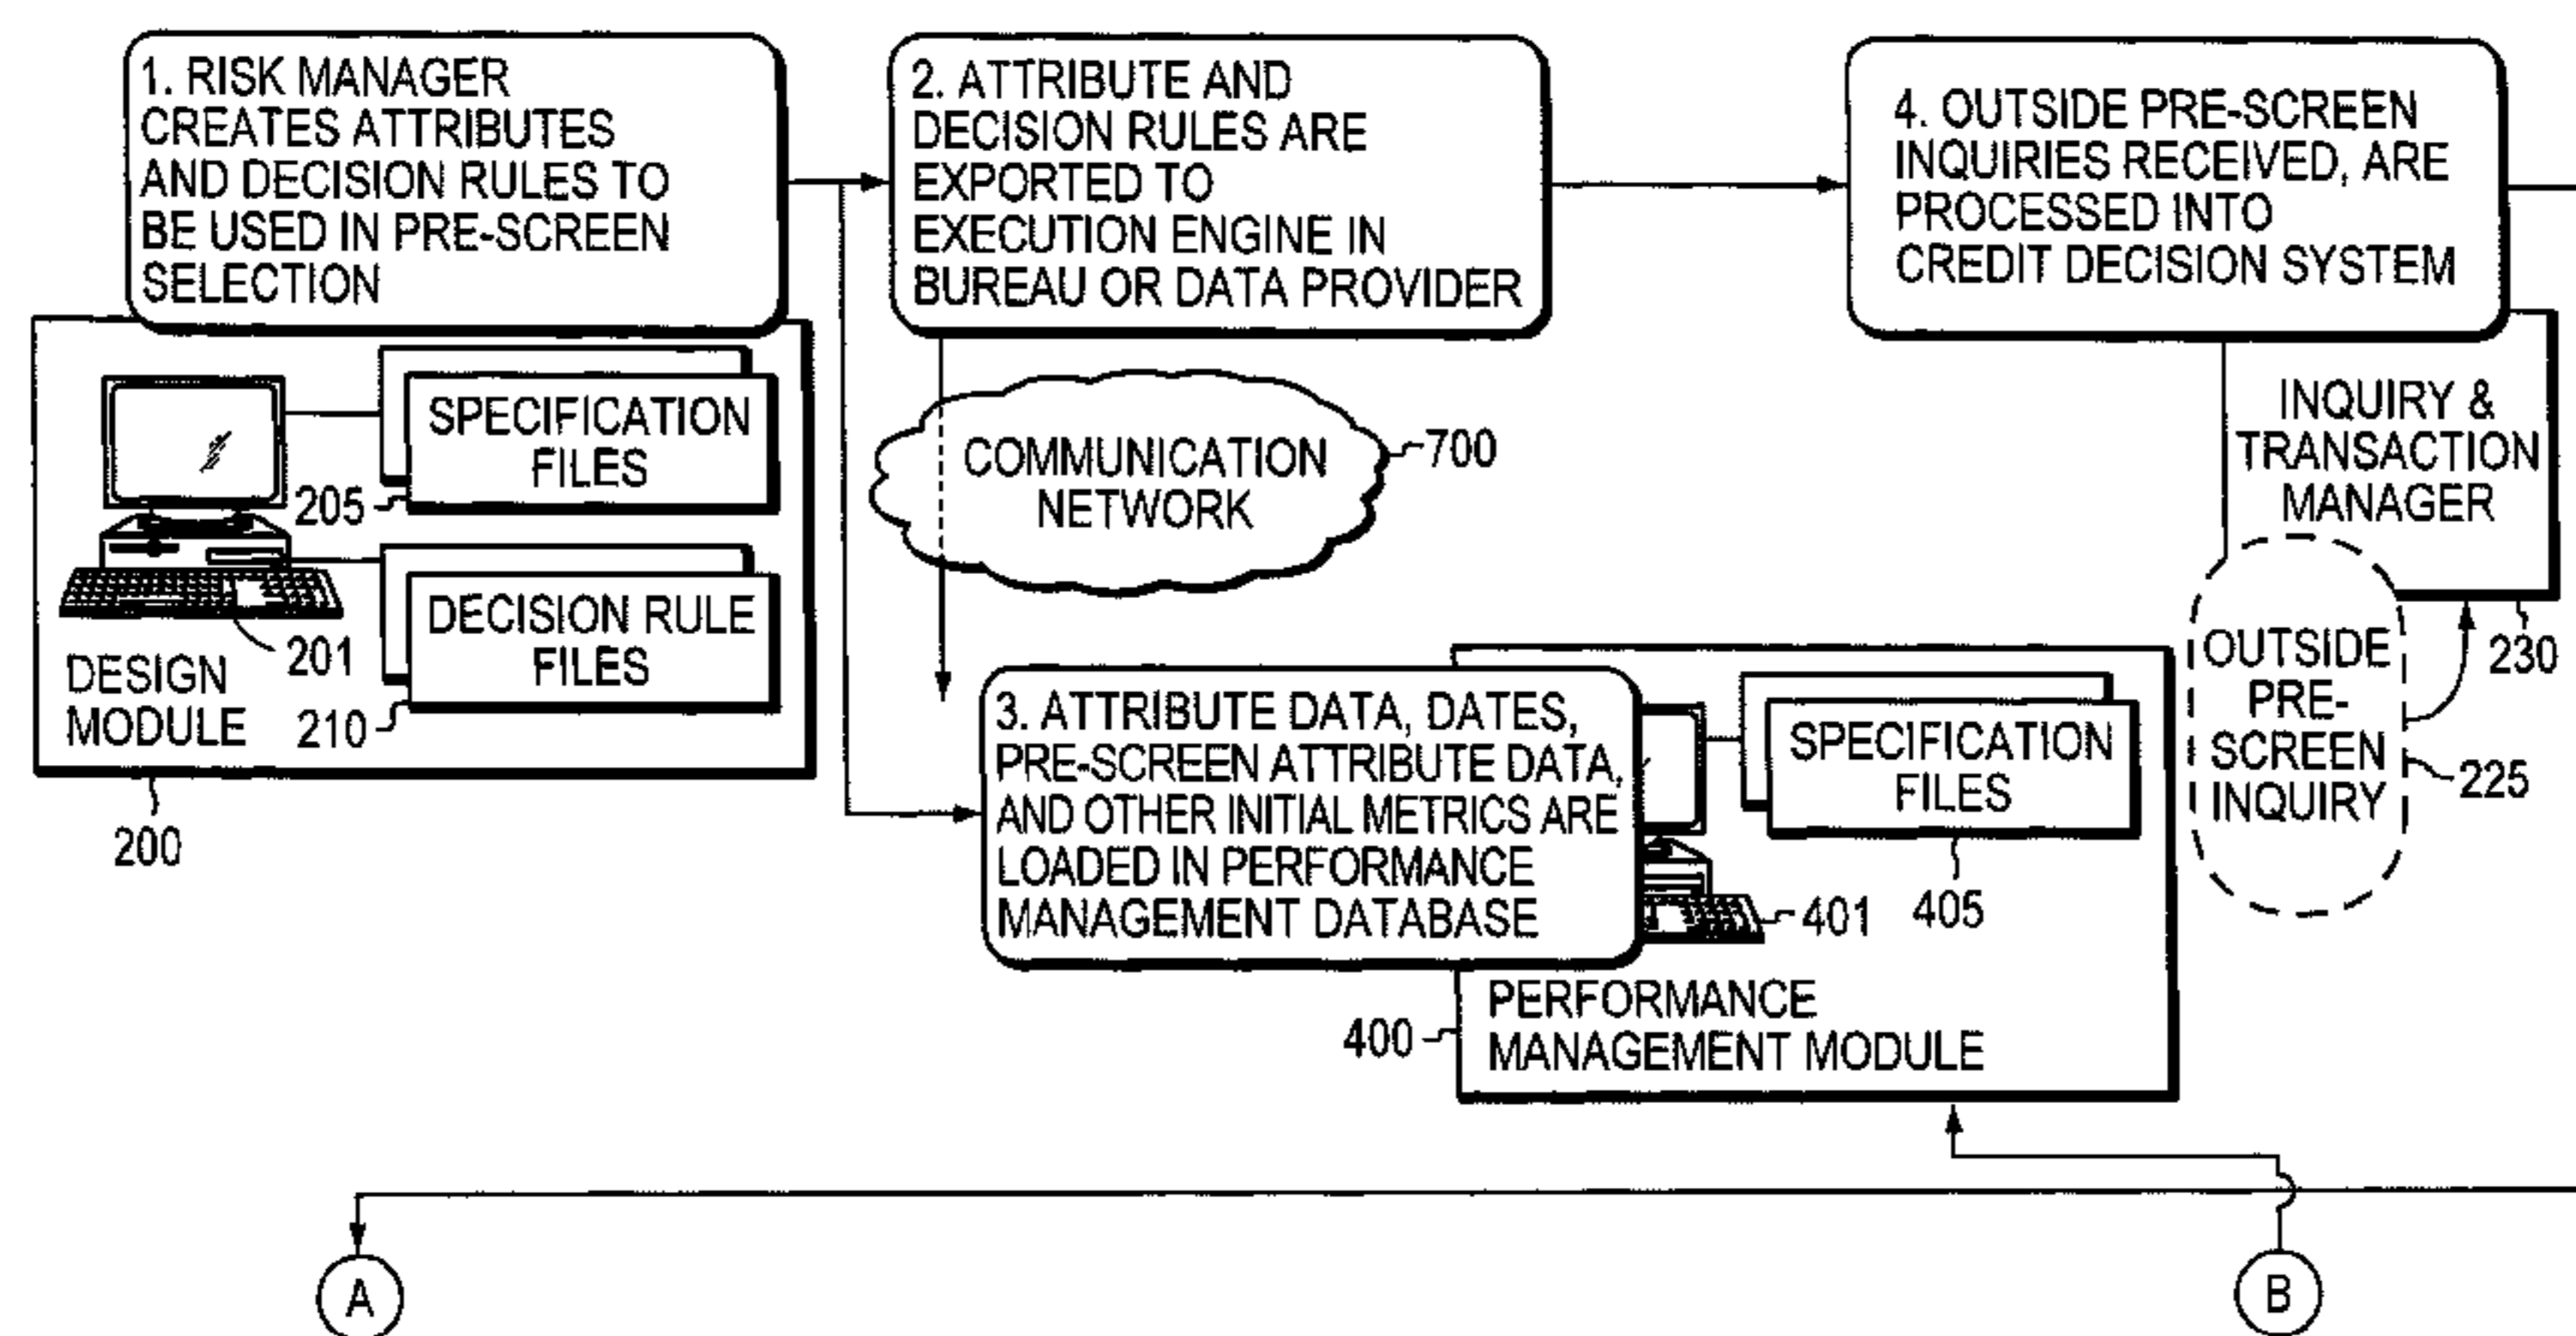 1. RISK MANAGER
CREATES ATTRIBUTES
AND DECISION RULES TO
BE USED IN PRE-SCREEN
SELECTION
2. ATTRIBUTE AND
DECISION RULES ARE
EXPORTED TO
EXECUTION ENGINE IN
BUREAU OR DATA PROVIDER
4. OUTSIDE PRE-SCREEN
INQUIRIES RECEIVED, ARE
PROCESSED INTO
CREDIT DECISION SYSTEM
SPECIFICATION
FILES
205
DECISION RULE
FILES
201
210
DESIGN
MODULE
200
COMMUNICATION
NETWORK
700
INQUIRY &
TRANSACTION
MANAGER
230
OUTSIDE
PRE-
SCREEN
INQUIRY
225
3. ATTRIBUTE DATA, DATES,
PRE-SCREEN ATTRIBUTE DATA,
AND OTHER INITIAL METRICS ARE
LOADED IN PERFORMANCE
MANAGEMENT DATABASE
SPECIFICATION
FILES
405
401
PERFORMANCE
MANAGEMENT MODULE
400
A
B